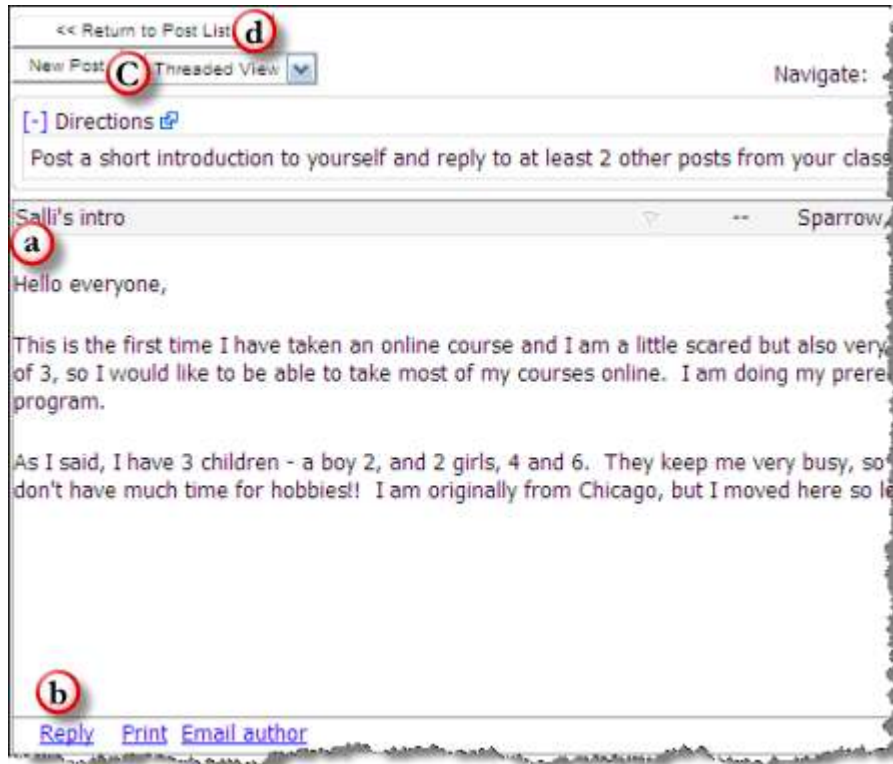 << Return to Post List d
New Post C Threaded View
Navigate:
[-] Directions
Post a short introduction to yourself and reply to at least 2 other posts from your class
Salli's intro -- Sparrow,
a
Hello everyone,
This is the first time I have taken an online course and I am a little scared but also very
of 3, so I would like to be able to take most of my courses online. I am doing my prere
program.
As I said, I have 3 children - a boy 2, and 2 girls, 4 and 6. They keep me very busy, so
don't have much time for hobbies!! I am originally from Chicago, but I moved here so
b
Reply Print Email author